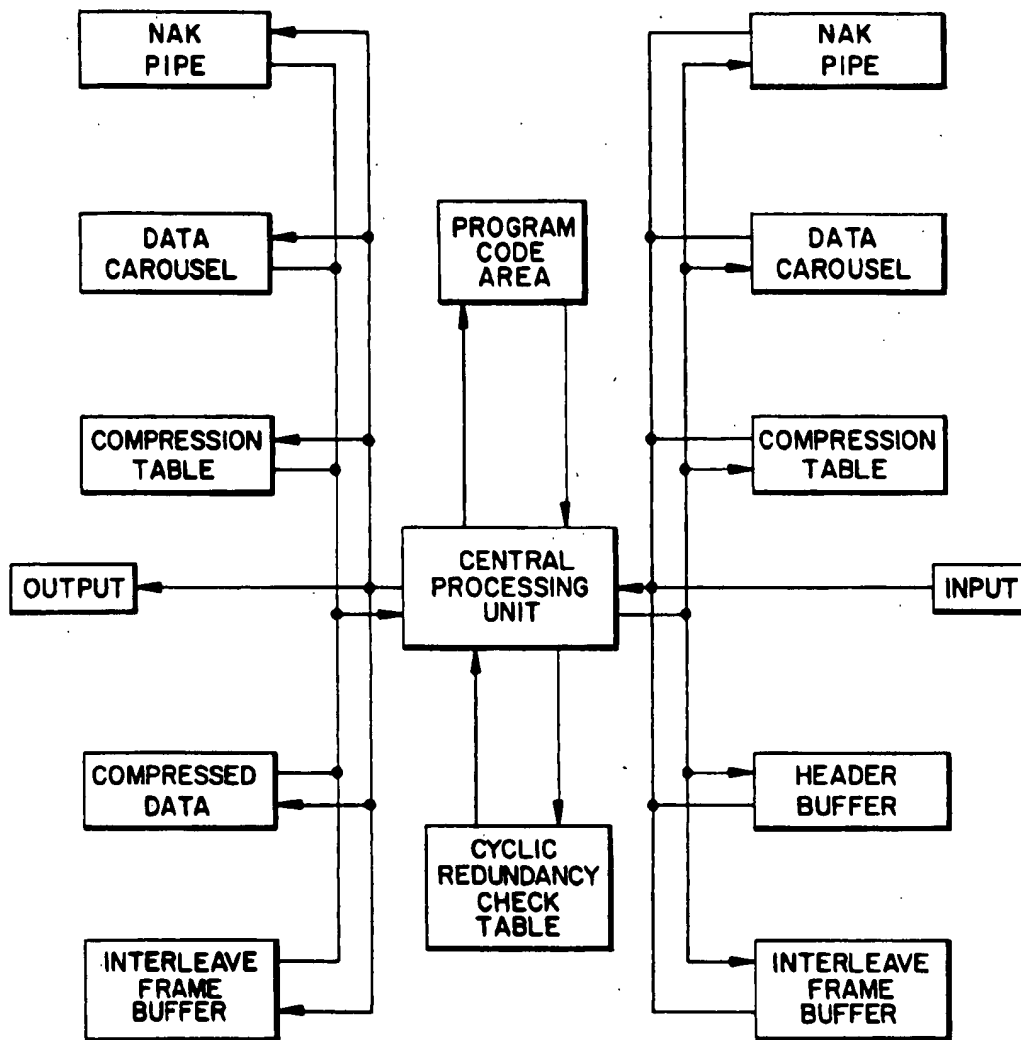 NAK
PIPE
NAK
PIPE
DATA
CAROUSEL
PROGRAM
CODE
AREA
DATA
CAROUSEL
COMPRESSION
TABLE
COMPRESSION
TABLE
OUTPUT
CENTRAL
PROCESSING
UNIT
INPUT
COMPRESSED
DATA
HEADER
BUFFER
CYCLIC
REDUNDANCY
CHECK
TABLE
INTERLEAVE
FRAME
BUFFER
INTERLEAVE
FRAME
BUFFER